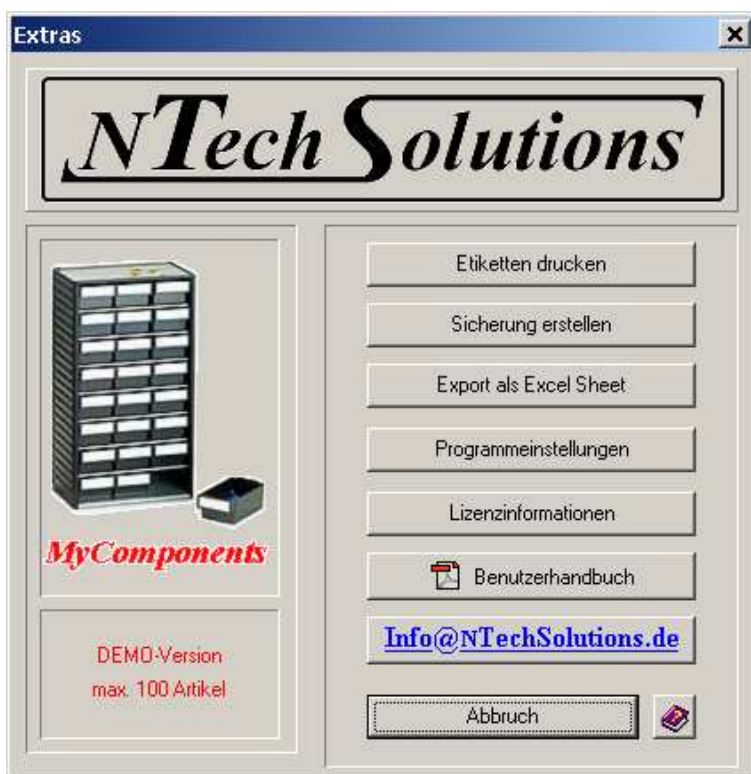 Extras
NTech Solutions
MyComponents
DEMO-Version
max. 100 Artikel
Etiketten drucken
Sicherung erstellen
Export als Excel Sheet
Programmeinstellungen
Lizenzinformationen
Benutzerhandbuch
Info@NTechSolutions.de
Abbruch